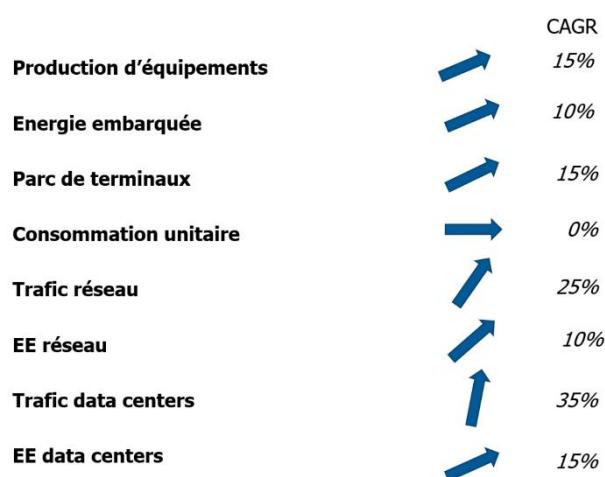 CAGR
Production d'équipements 15%
Energie embarquée 10%
Parc de terminaux 15%
Consommation unitaire 0%
Trafic réseau 25%
EE réseau 10%
Trafic data centers 35%
EE data centers 15%